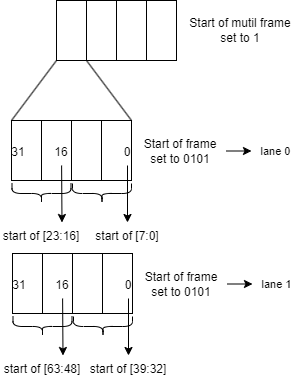 Start of mutil frame
set to 1
31 16 0
Start of frame
set to 0101
lane 0
start of [23:16] start of [7:0]
31 16 0
Start of frame
set to 0101
lane 1
start of [63:48] start of [39:32]